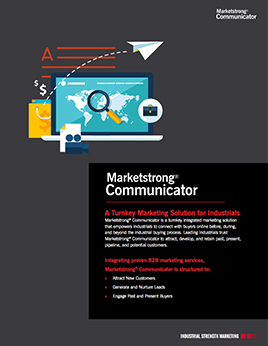 Marketstrong®
Communicator
A
$
$
Marketstrong®
Communicator
A Turnkey Marketing Solution for Industrials
Marketstrong® Communicator is a turnkey integrated marketing solution
that empowers industrials to connect with buyers online before, during,
and beyond the industrial buying process. Leading industrials trust
Marketstrong® Communicator to attract, develop, and retain past, present,
pipeline, and potential customers.
Integrating proven B2B marketing services,
Marketstrong® Communicator is structured to:
• Attract New Customers
• Generate and Nurture Leads
• Engage Past and Present Buyers
INDUSTRIAL STRENGTH MARKETING